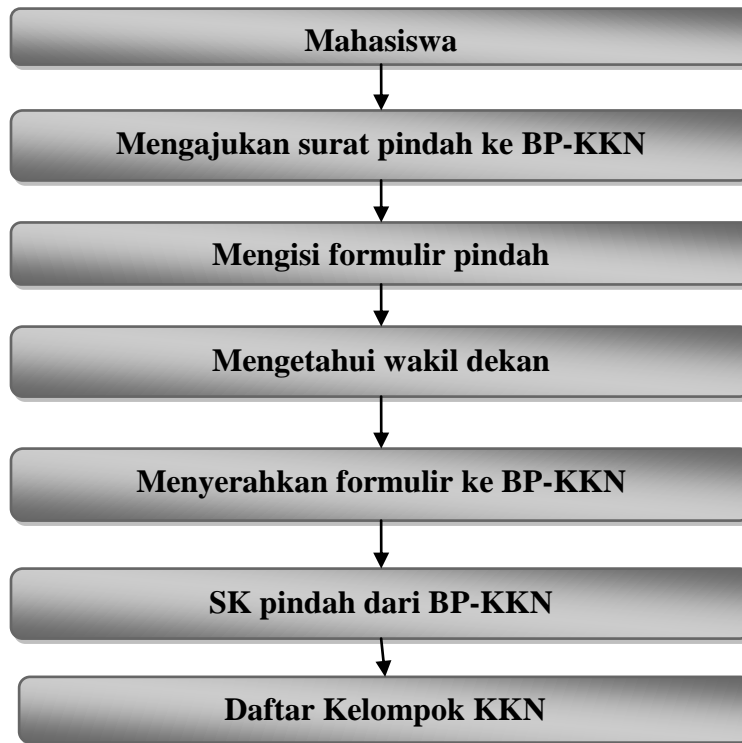 Mahasiswa
Mengajukan surat pindah ke BP-KKN
Mengisi formulir pindah
Mengetahui wakil dekan
Menyerahkan formulir ke BP-KKN
SK pindah dari BP-KKN
Daftar Kelompok KKN